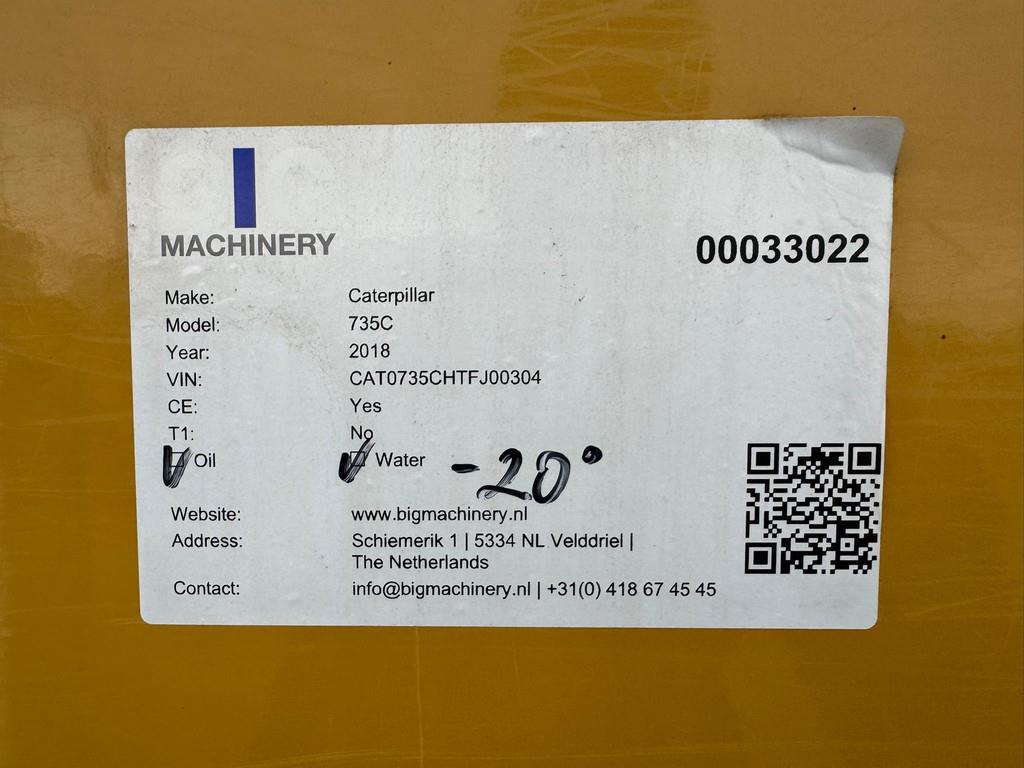 MACHINERY
00033022
Make: Caterpillar
Model: 735C
Year: 2018
VIN: CAT0735CHTFJ00304
CE: Yes
T1: No
Oil Water -20°
Website: www.bigmachinery.nl
Address: Schiemerik 1 | 5334 NL Velddriel |
The Netherlands
Contact: info@bigmachinery.nl | +31(0) 418 67 45 45